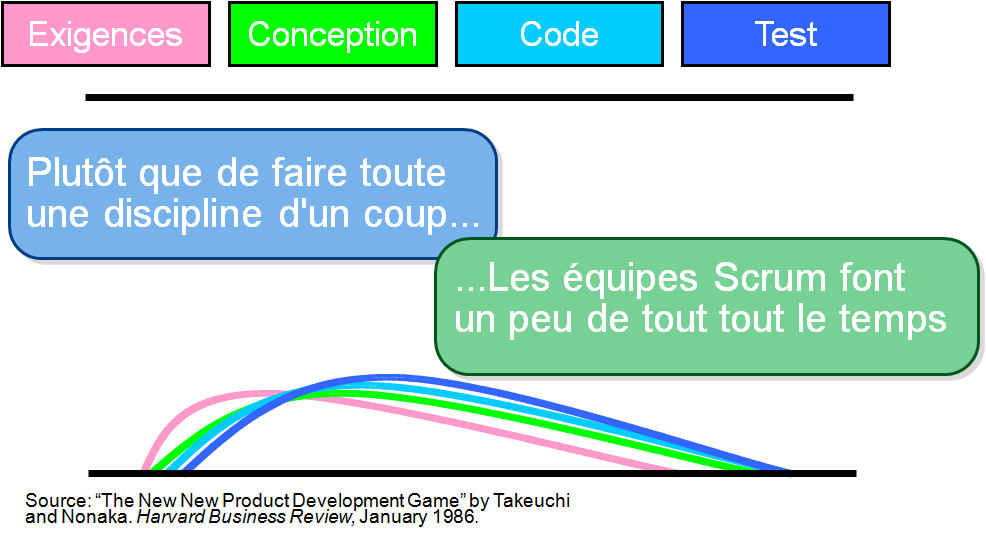 Exigences
Conception
Code
Test
Plutôt que de faire toute
une discipline d'un coup...
...Les équipes Scrum font
un peu de tout tout le temps
Source: “The New New Product Development Game” by Takeuchi
and Nonaka. Harvard Business Review, January 1986.